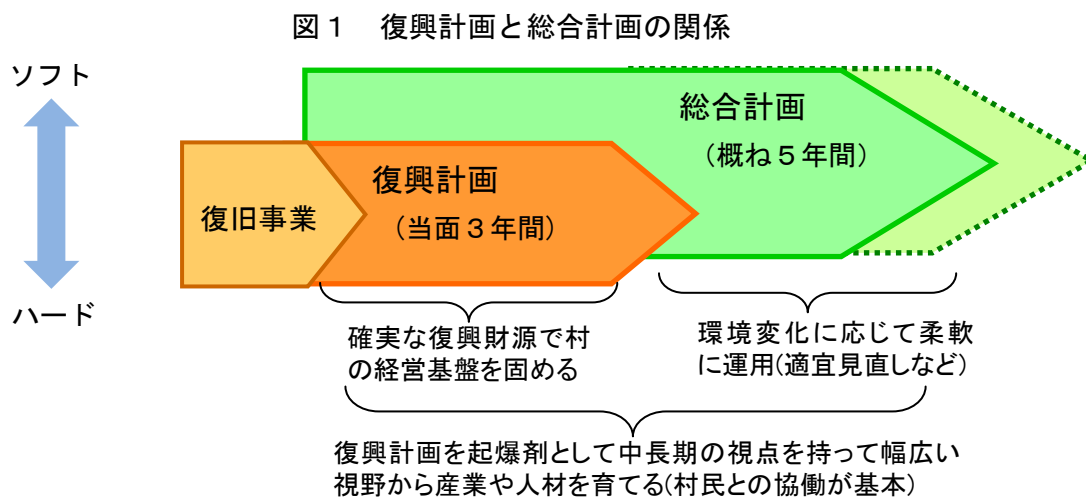 図１　復興計画と総合計画の関係
ソフト
ハード
復旧事業
復興計画
（当面３年間）
総合計画
（概ね５年間）
確実な復興財源で村
の経営基盤を固める
環境変化に応じて柔軟
に運用(適宜見直しなど)
復興計画を起爆剤として中長期の視点を持って幅広い
視野から産業や人材を育てる(村民との協働が基本)